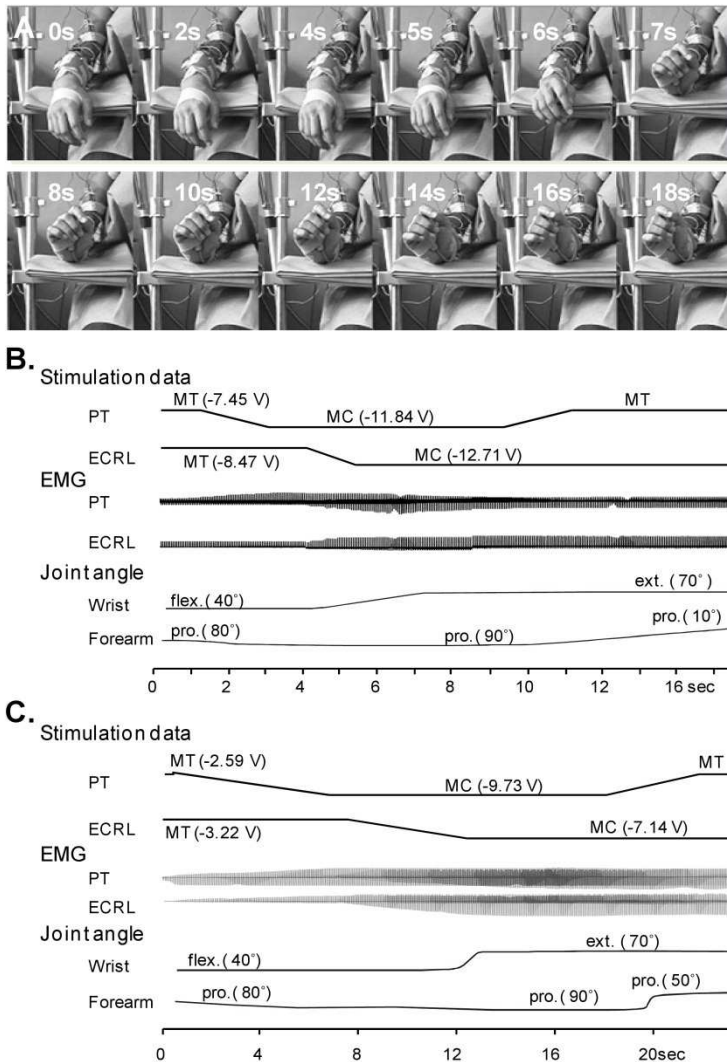 A. 0s 2s 4s 5s 6s 7s
8s 10s 12s 14s 16s 18s
B.
Stimulation data
MT (-7.45 V) MT
PT MC (-11.84 V)
ECRL MT (-8.47 V) MC (-12.71 V)
EMG
PT
ECRL
Joint angle
Wrist flex. (40°) ext. (70°)
Forearm pro. (80°) pro. (90°) pro. (10°)
0 2 4 6 8 10 12 16 sec
C.
Stimulation data
MT (-2.59 V) MT
PT MC (-9.73 V)
ECRL MT (-3.22 V) MC (-7.14 V)
EMG
PT
ECRL
Joint angle
Wrist flex. (40°) ext. (70°)
Forearm pro. (80°) pro. (90°) pro. (50°)
0 4 8 12 16 20sec